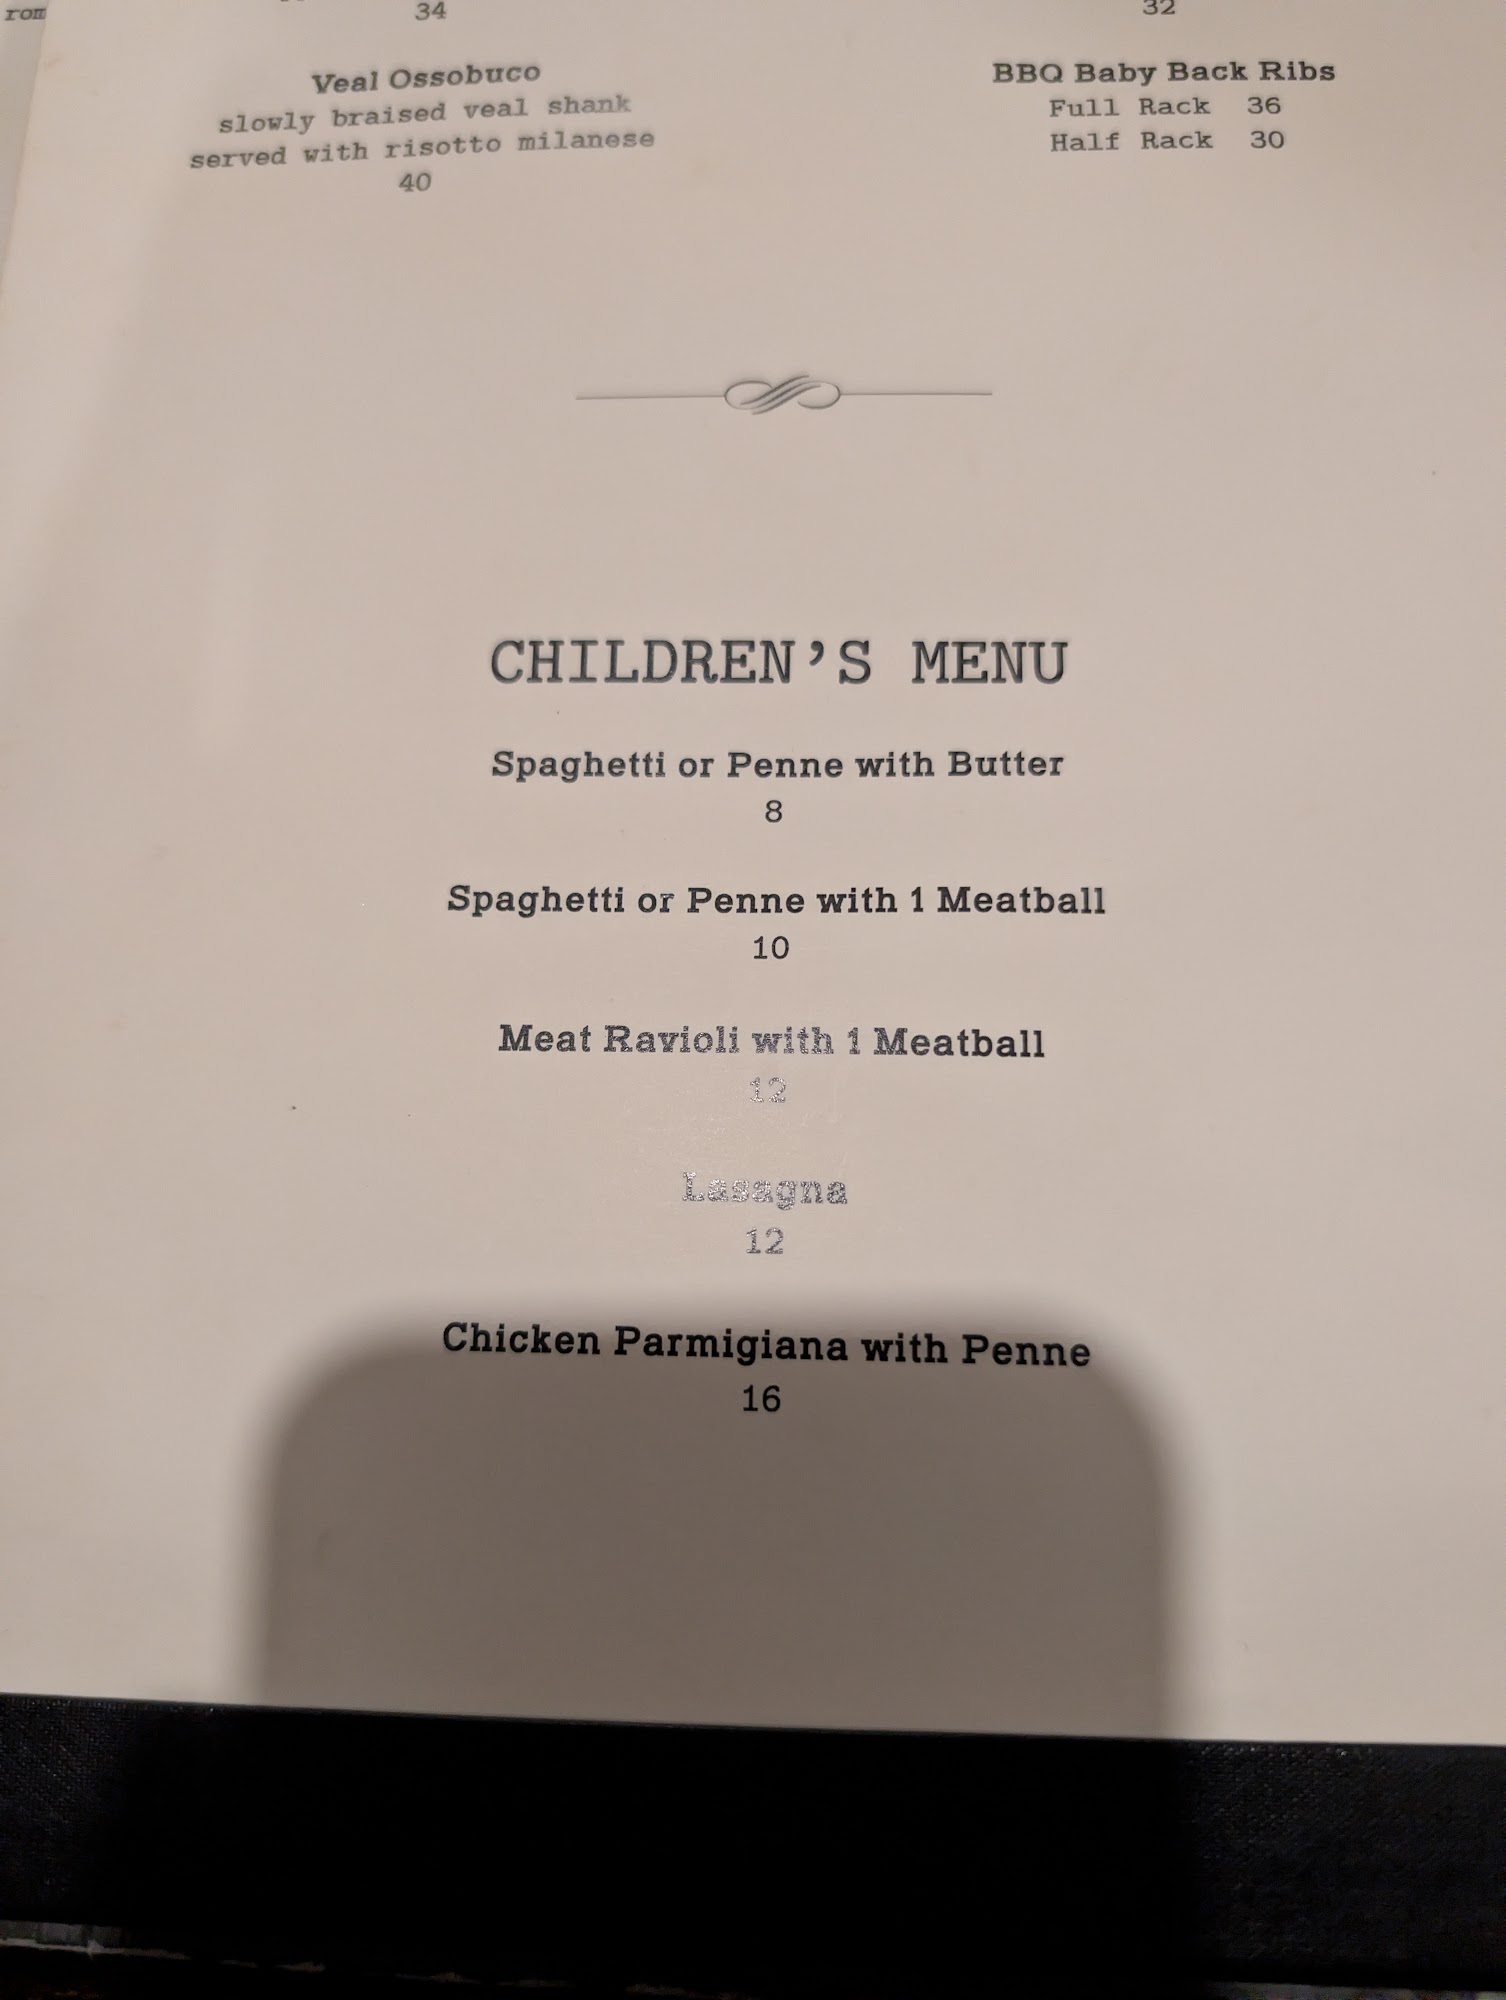 rom
34
32
Veal Ossobuco
slowly braised veal shank
served with risotto milanese
40
BBQ Baby Back Ribs
Full Rack 36
Half Rack 30
CHILDREN'S MENU
Spaghetti or Penne with Butter
8
Spaghetti or Penne with 1 Meatball
10
Meat Ravioli with 1 Meatball
12
Lasagna
12
Chicken Parmigiana with Penne
16